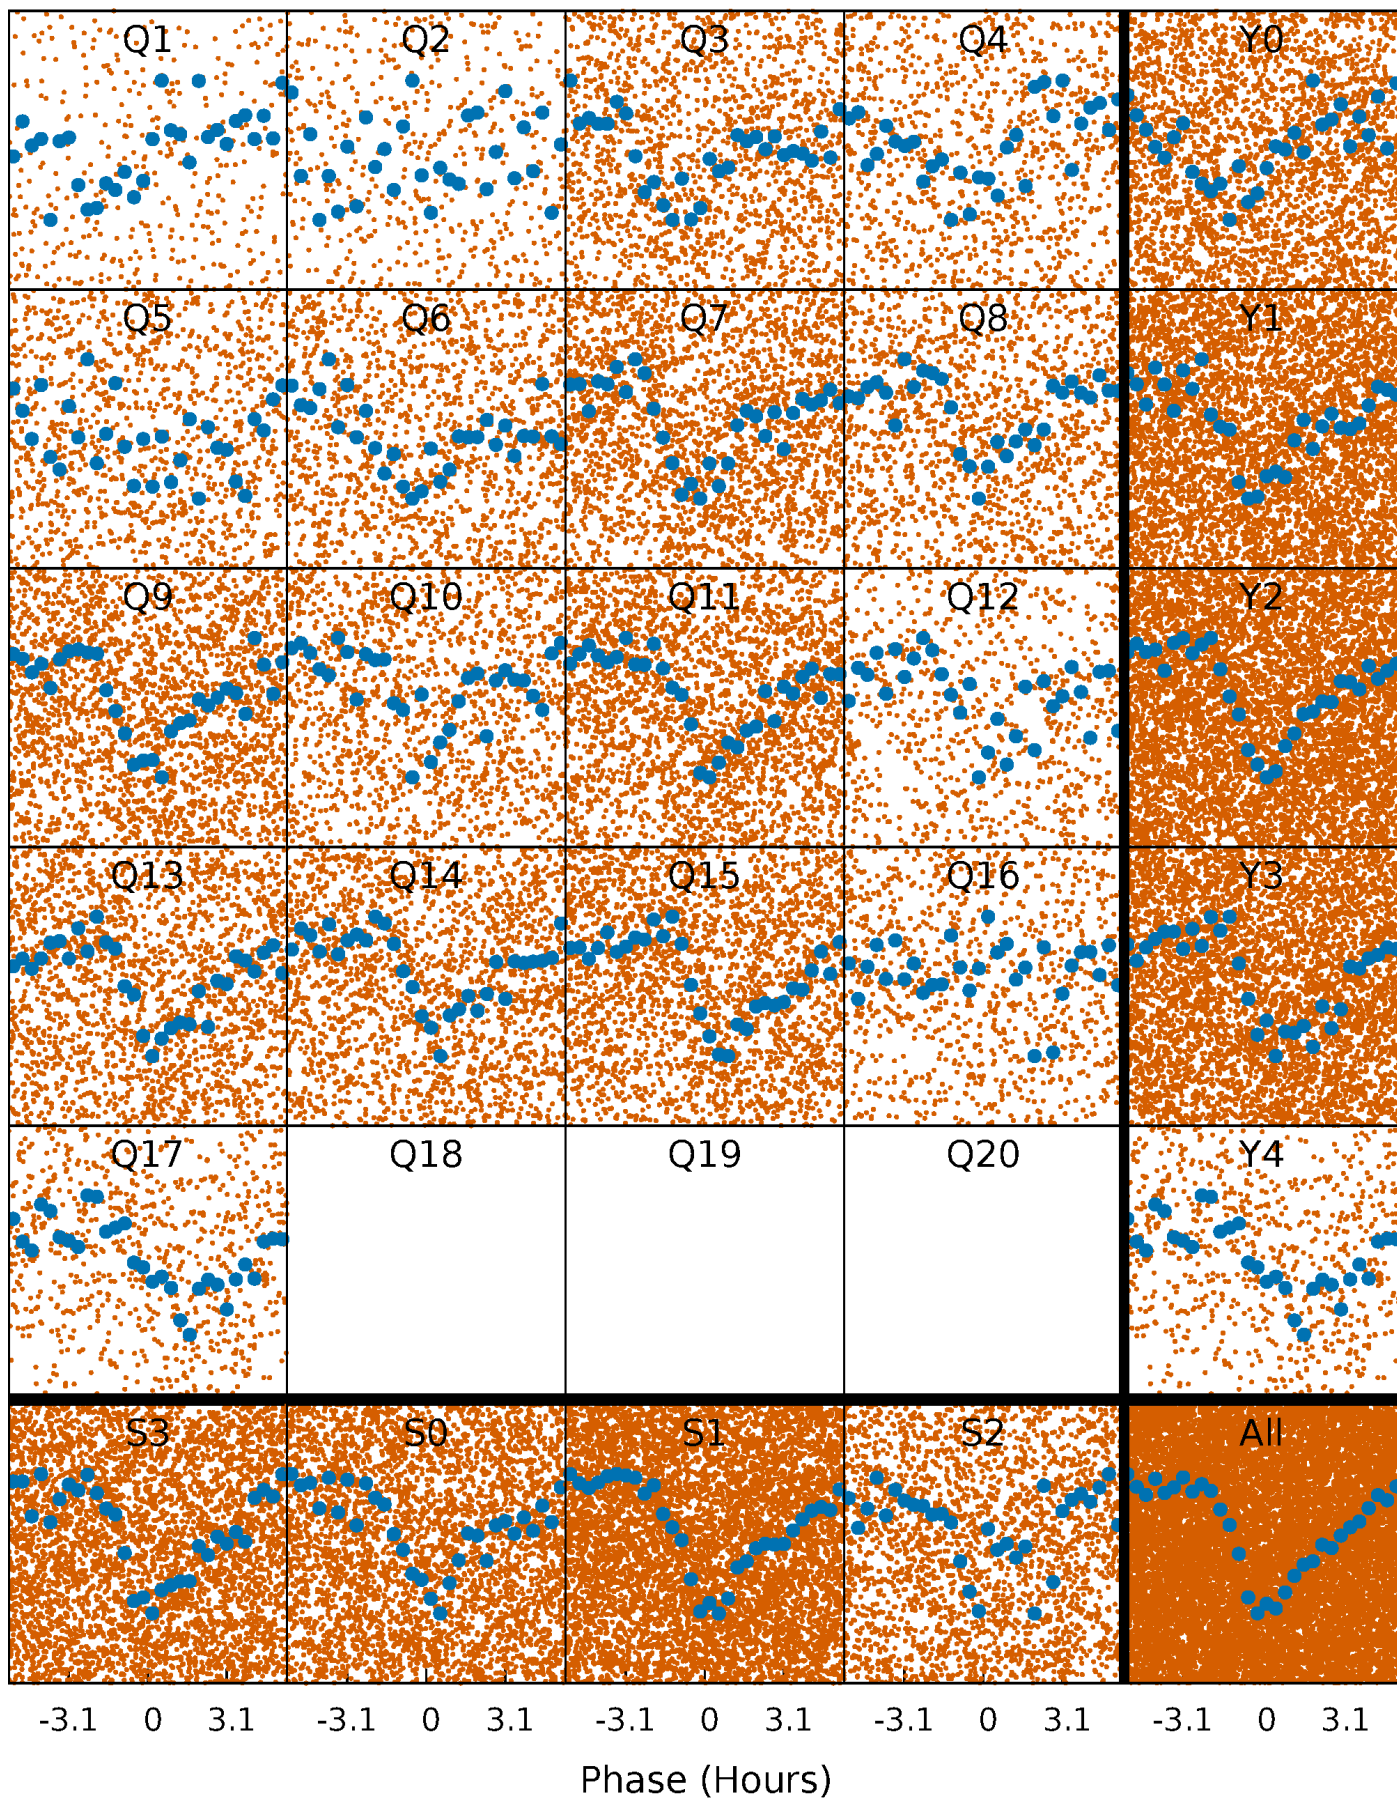 Q1 Q2 Q3 Q4 Y0
Q5 Q6 Q7 Q8 Y1
Q9 Q10 Q11 Q12 Y2
Q13 Q14 Q15 Q16 Y3
Q17 Q18 Q19 Q20 Y4
S3 S0 S1 S2 All
-3.1 0 3.1 -3.1 0 3.1 -3.1 0 3.1 -3.1 0 3.1 -3.1 0 3.1
Phase (Hours)